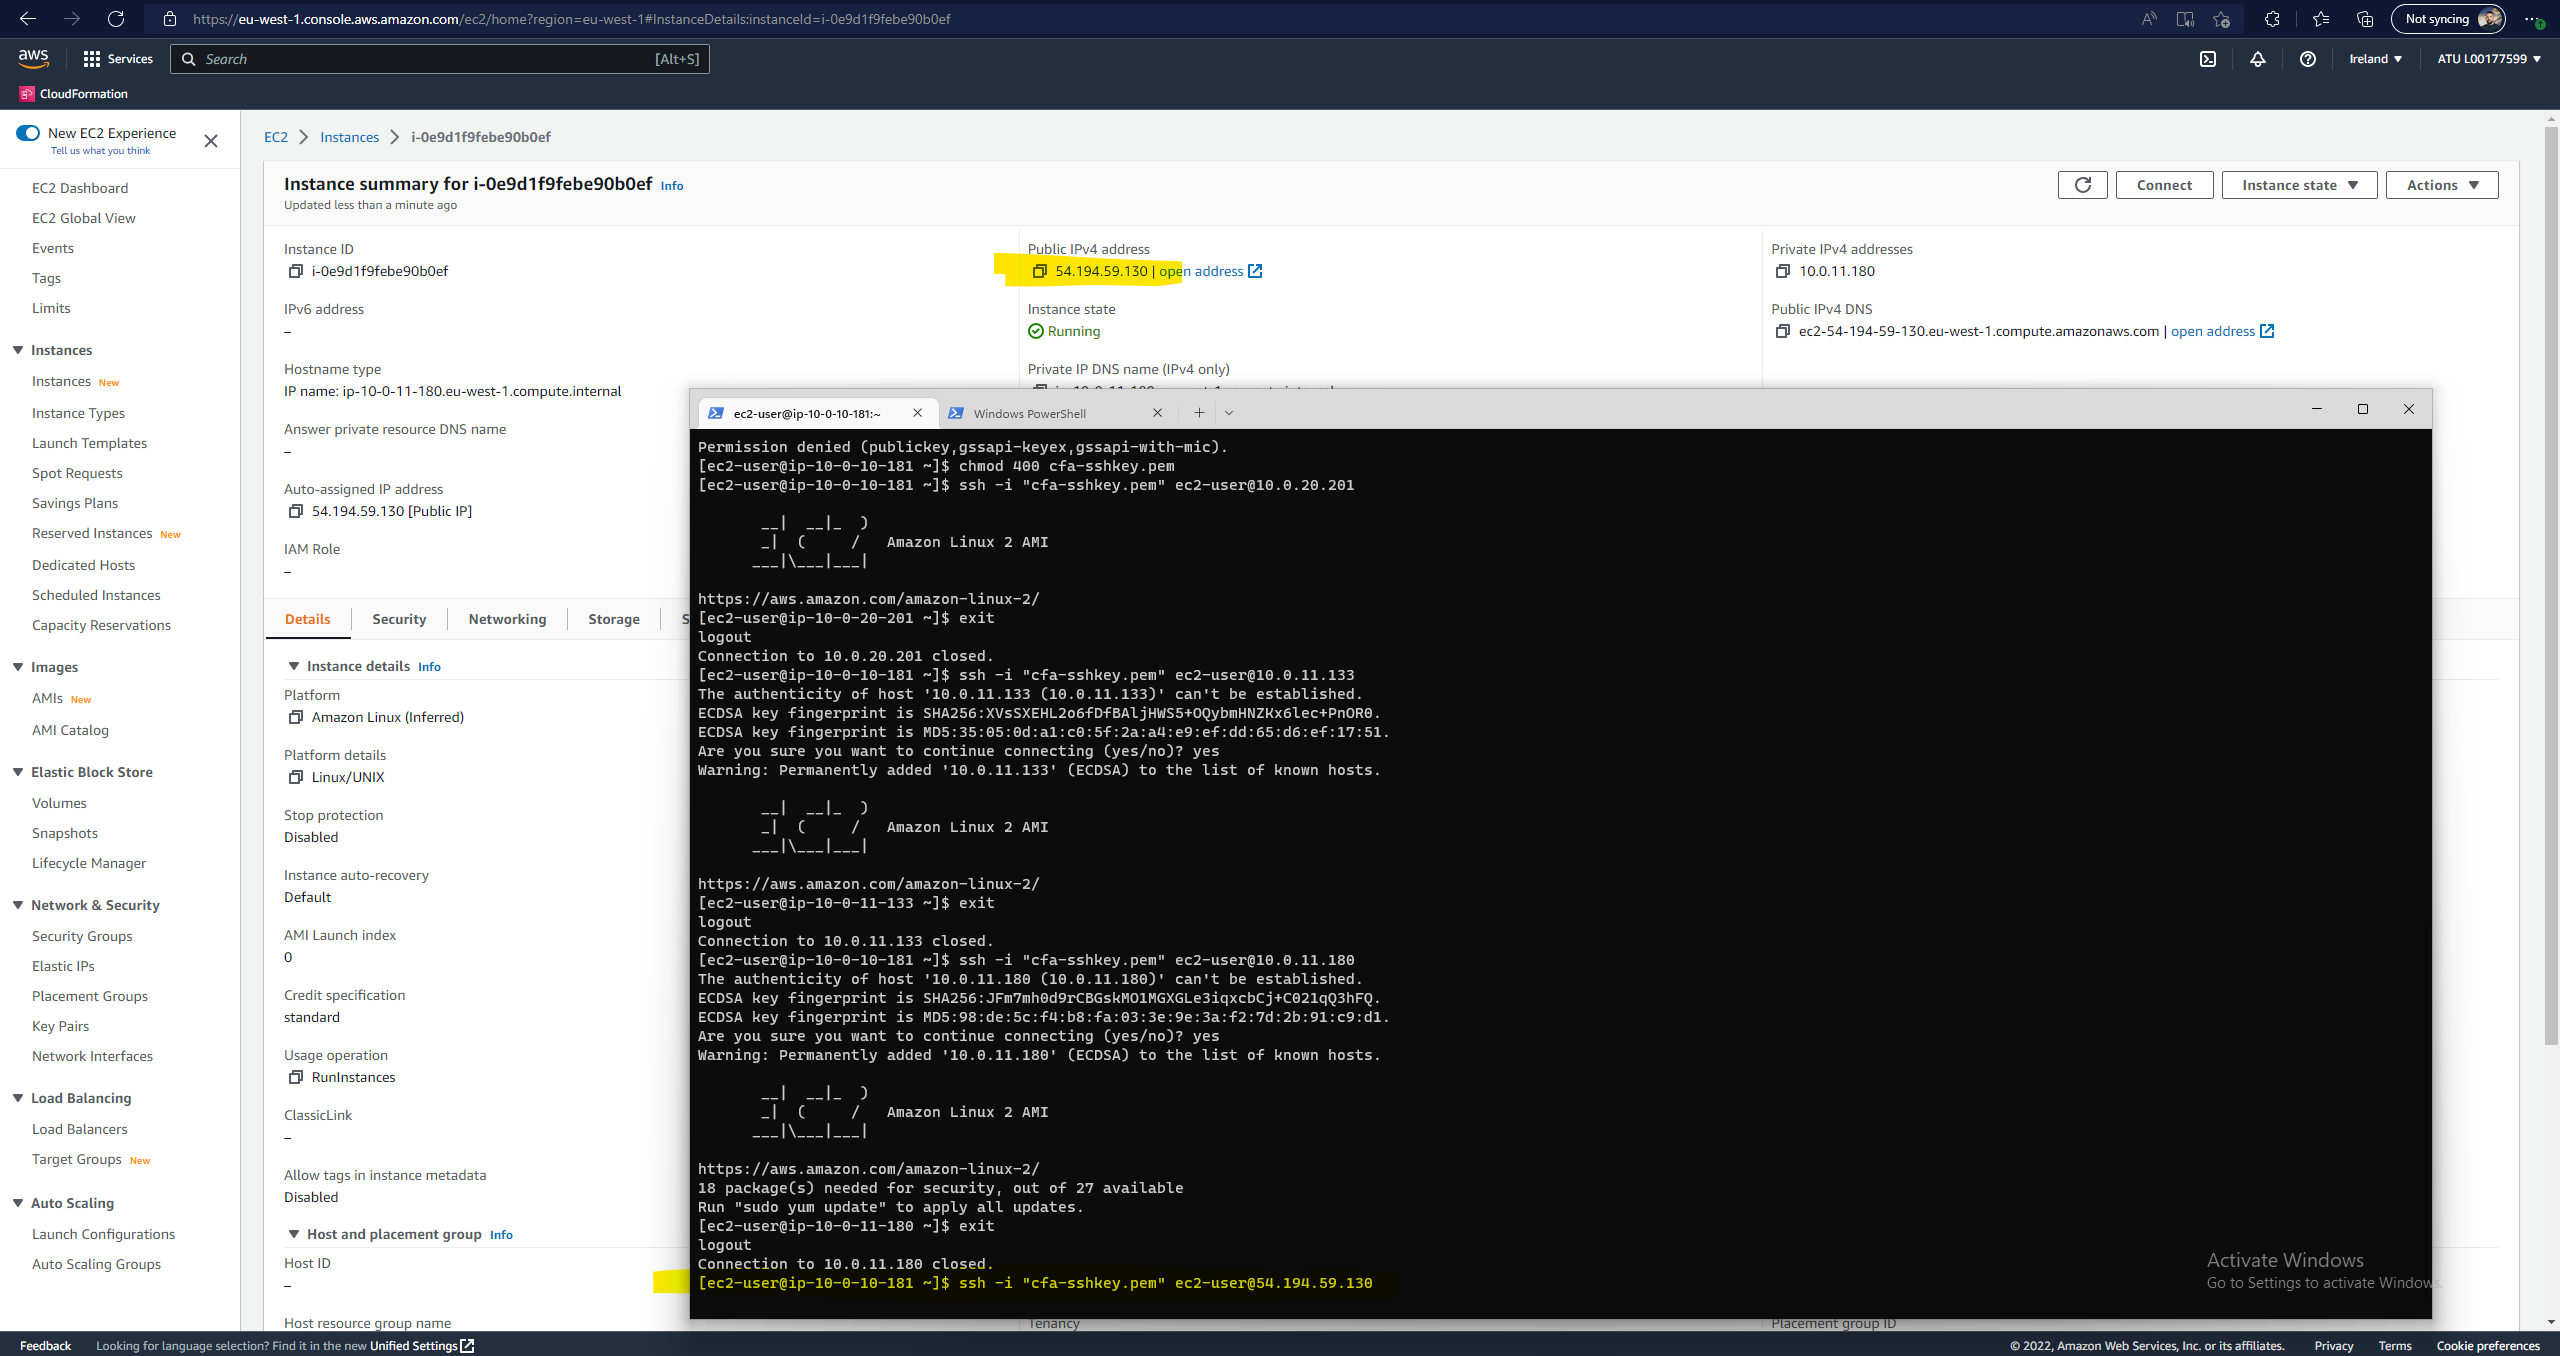 https://eu-west-1.console.aws.amazon.com/ec2/home?region=eu-west-1#InstanceDetails:instanceId=i-0e9d1f9febe90b0ef
Not syncing
aws
Services
Search
[Alt+S]
Ireland
ATU L00177599
CloudFormation
New EC2 Experience
Tell us what you think
EC2 Dashboard
EC2 Global View
Events
Tags
Limits
Instances
Instances New
Instance Types
Launch Templates
Spot Requests
Savings Plans
Reserved Instances New
Dedicated Hosts
Scheduled Instances
Capacity Reservations
Images
AMIs New
AMI Catalog
Elastic Block Store
Volumes
Snapshots
Lifecycle Manager
Network & Security
Security Groups
Elastic IPs
Placement Groups
Key Pairs
Network Interfaces
Load Balancing
Load Balancers
Target Groups New
Auto Scaling
Launch Configurations
Auto Scaling Groups
EC2 > Instances > i-0e9d1f9febe90b0ef
Instance summary for i-0e9d1f9febe90b0ef Info
Updated less than a minute ago
Connect
Instance state
Actions
Instance ID
i-0e9d1f9febe90b0ef
IPv6 address
–
Hostname type
IP name: ip-10-0-11-180.eu-west-1.compute.internal
Answer private resource DNS name
–
Auto-assigned IP address
54.194.59.130 [Public IP]
IAM Role
–
Public IPv4 address
54.194.59.130 | open address
Instance state
Running
Private IP DNS name (IPv4 only)
Private IPv4 addresses
10.0.11.180
Public IPv4 DNS
ec2-54-194-59-130.eu-west-1.compute.amazonaws.com | open address
Details
Security
Networking
Storage
S
Instance details Info
Platform
Amazon Linux (Inferred)
Platform details
Linux/UNIX
Stop protection
Disabled
Instance auto-recovery
Default
AMI Launch index
0
Credit specification
standard
Usage operation
RunInstances
ClassicLink
–
Allow tags in instance metadata
Disabled
Host and placement group Info
Host ID
–
Host resource group name
Tenancy
Placement group ID
ec2-user@ip-10-0-10-181:~
Windows PowerShell
Permission denied (publickey,gssapi-keyex,gssapi-with-mic).
[ec2-user@ip-10-0-10-181 ~]$ chmod 400 cfa-sshkey.pem
[ec2-user@ip-10-0-10-181 ~]$ ssh -i "cfa-sshkey.pem" ec2-user@10.0.20.201
       __|  __|_  )
       _|  (     /   Amazon Linux 2 AMI
      ___|\___|___|
https://aws.amazon.com/amazon-linux-2/
[ec2-user@ip-10-0-20-201 ~]$ exit
logout
Connection to 10.0.20.201 closed.
[ec2-user@ip-10-0-10-181 ~]$ ssh -i "cfa-sshkey.pem" ec2-user@10.0.11.133
The authenticity of host '10.0.11.133 (10.0.11.133)' can't be established.
ECDSA key fingerprint is SHA256:XVsSXEHL2o6fDfBAljHWS5+OQybmHNZKx6lec+PnOR0.
ECDSA key fingerprint is MD5:35:05:0d:a1:c0:5f:2a:a4:e9:ef:dd:65:d6:ef:17:51.
Are you sure you want to continue connecting (yes/no)? yes
Warning: Permanently added '10.0.11.133' (ECDSA) to the list of known hosts.
       __|  __|_  )
       _|  (     /   Amazon Linux 2 AMI
      ___|\___|___|
https://aws.amazon.com/amazon-linux-2/
[ec2-user@ip-10-0-11-133 ~]$ exit
logout
Connection to 10.0.11.133 closed.
[ec2-user@ip-10-0-10-181 ~]$ ssh -i "cfa-sshkey.pem" ec2-user@10.0.11.180
The authenticity of host '10.0.11.180 (10.0.11.180)' can't be established.
ECDSA key fingerprint is SHA256:JFm7mh0d9rCBGskMO1MGXGLe3iqxcbCj+C021qQ3hFQ.
ECDSA key fingerprint is MD5:98:de:5c:f4:b8:fa:03:3e:9e:3a:f2:7d:2b:91:c9:d1.
Are you sure you want to continue connecting (yes/no)? yes
Warning: Permanently added '10.0.11.180' (ECDSA) to the list of known hosts.
       __|  __|_  )
       _|  (     /   Amazon Linux 2 AMI
      ___|\___|___|
https://aws.amazon.com/amazon-linux-2/
18 package(s) needed for security, out of 27 available
Run "sudo yum update" to apply all updates.
[ec2-user@ip-10-0-11-180 ~]$ exit
logout
Connection to 10.0.11.180 closed.
[ec2-user@ip-10-0-10-181 ~]$ ssh -i "cfa-sshkey.pem" ec2-user@54.194.59.130
Activate Windows
Go to Settings to activate Windows.
Feedback
Looking for language selection? Find it in the new Unified Settings
© 2022, Amazon Web Services, Inc. or its affiliates.
Privacy
Terms
Cookie preferences